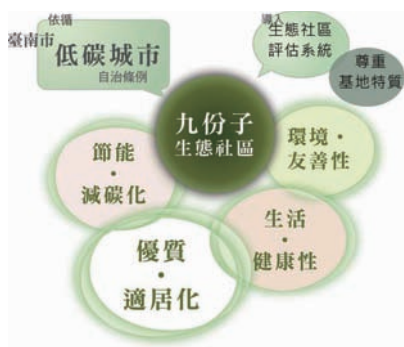 依循
臺南市
低碳城市
自治條例
導入
生態社區
評估系統
尊重
基地特質
九份子
生態社區
節能
・
減碳化
環境・
友善性
生活
・
健康性
優質
・
適居化